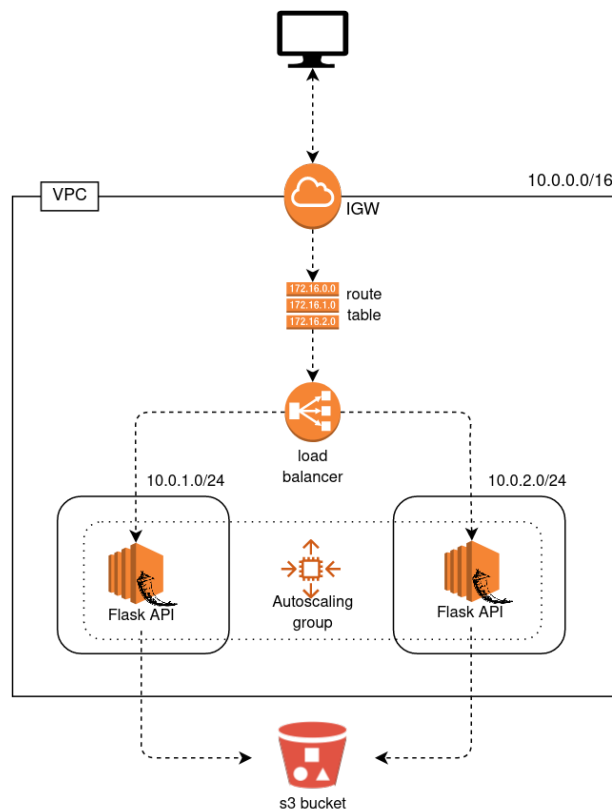 VPC
10.0.0.0/16
IGW
172.16.0.0
172.16.1.0
172.16.2.0
route
table
load
balancer
10.0.1.0/24
10.0.2.0/24
Flask API
Autoscaling
group
Flask API
s3 bucket